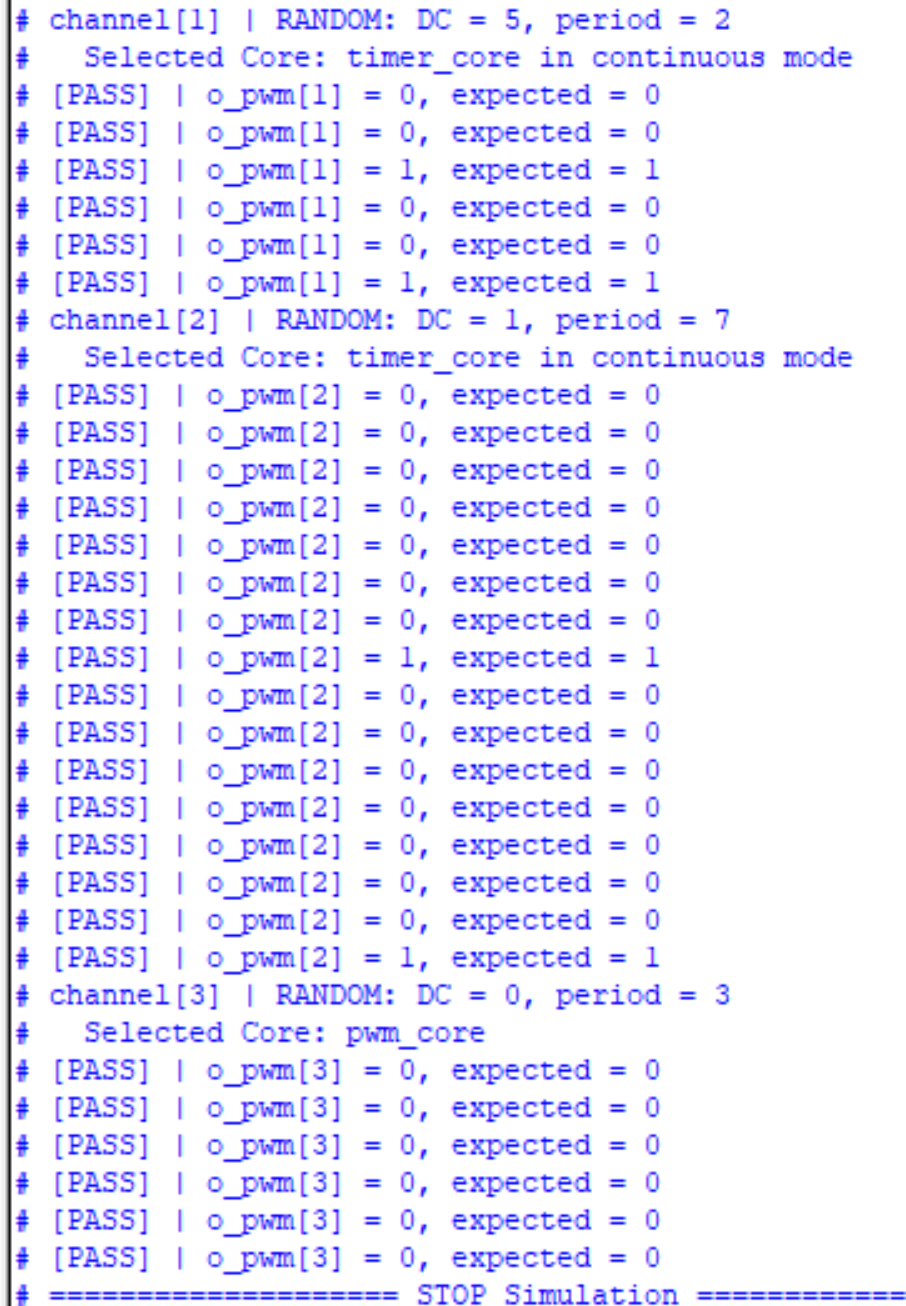 # channel[1] | RANDOM: DC = 5, period = 2
#   Selected Core: timer_core in continuous mode
# [PASS] | o_pwm[1] = 0, expected = 0
# [PASS] | o_pwm[1] = 0, expected = 0
# [PASS] | o_pwm[1] = 1, expected = 1
# [PASS] | o_pwm[1] = 0, expected = 0
# [PASS] | o_pwm[1] = 0, expected = 0
# [PASS] | o_pwm[1] = 1, expected = 1
# channel[2] | RANDOM: DC = 1, period = 7
#   Selected Core: timer_core in continuous mode
# [PASS] | o_pwm[2] = 0, expected = 0
# [PASS] | o_pwm[2] = 0, expected = 0
# [PASS] | o_pwm[2] = 0, expected = 0
# [PASS] | o_pwm[2] = 0, expected = 0
# [PASS] | o_pwm[2] = 0, expected = 0
# [PASS] | o_pwm[2] = 0, expected = 0
# [PASS] | o_pwm[2] = 0, expected = 0
# [PASS] | o_pwm[2] = 1, expected = 1
# [PASS] | o_pwm[2] = 0, expected = 0
# [PASS] | o_pwm[2] = 0, expected = 0
# [PASS] | o_pwm[2] = 0, expected = 0
# [PASS] | o_pwm[2] = 0, expected = 0
# [PASS] | o_pwm[2] = 0, expected = 0
# [PASS] | o_pwm[2] = 0, expected = 0
# [PASS] | o_pwm[2] = 0, expected = 0
# [PASS] | o_pwm[2] = 1, expected = 1
# channel[3] | RANDOM: DC = 0, period = 3
#   Selected Core: pwm_core
# [PASS] | o_pwm[3] = 0, expected = 0
# [PASS] | o_pwm[3] = 0, expected = 0
# [PASS] | o_pwm[3] = 0, expected = 0
# [PASS] | o_pwm[3] = 0, expected = 0
# [PASS] | o_pwm[3] = 0, expected = 0
# [PASS] | o_pwm[3] = 0, expected = 0
# ==================== STOP Simulation ============